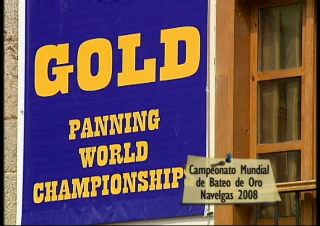 GOLD
PANNING
WORLD
CHAMPIONSHIP
Campeonato Mundial
de Bateo de Oro
Navelgas 2008